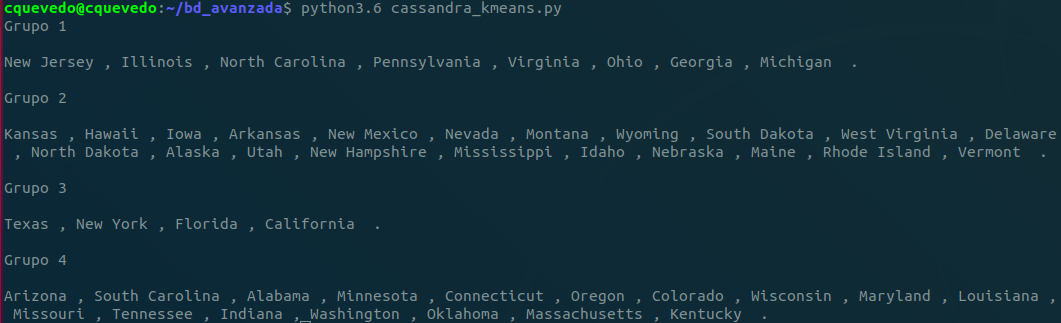 cquevedo@cquevedo:~/bd_avanzada$ python3.6 cassandra_kmeans.py
Grupo 1
New Jersey , Illinois , North Carolina , Pennsylvania , Virginia , Ohio , Georgia , Michigan  .
Grupo 2
Kansas , Hawaii , Iowa , Arkansas , New Mexico , Nevada , Montana , Wyoming , South Dakota , West Virginia , Delaware
 , North Dakota , Alaska , Utah , New Hampshire , Mississippi , Idaho , Nebraska , Maine , Rhode Island , Vermont  .
Grupo 3
Texas , New York , Florida , California  .
Grupo 4
Arizona , South Carolina , Alabama , Minnesota , Connecticut , Oregon , Colorado , Wisconsin , Maryland , Louisiana ,
 Missouri , Tennessee , Indiana , Washington , Oklahoma , Massachusetts , Kentucky  .